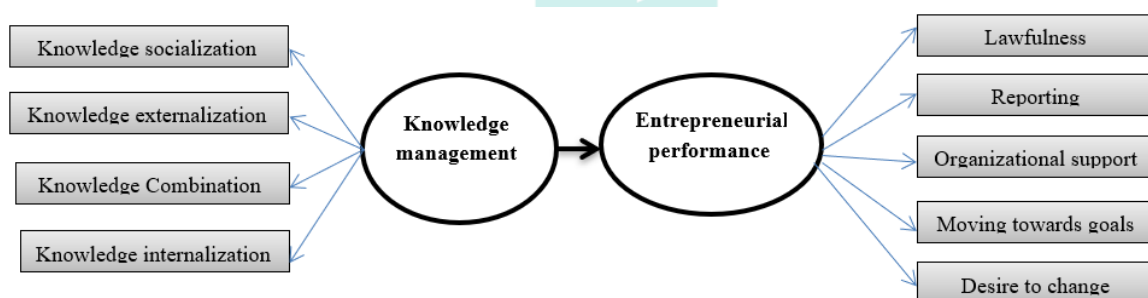 Knowledge socialization
Knowledge externalization
Knowledge Combination
Knowledge internalization
Knowledge
management
Entrepreneurial
performance
Lawfulness
Reporting
Organizational support
Moving towards goals
Desire to change